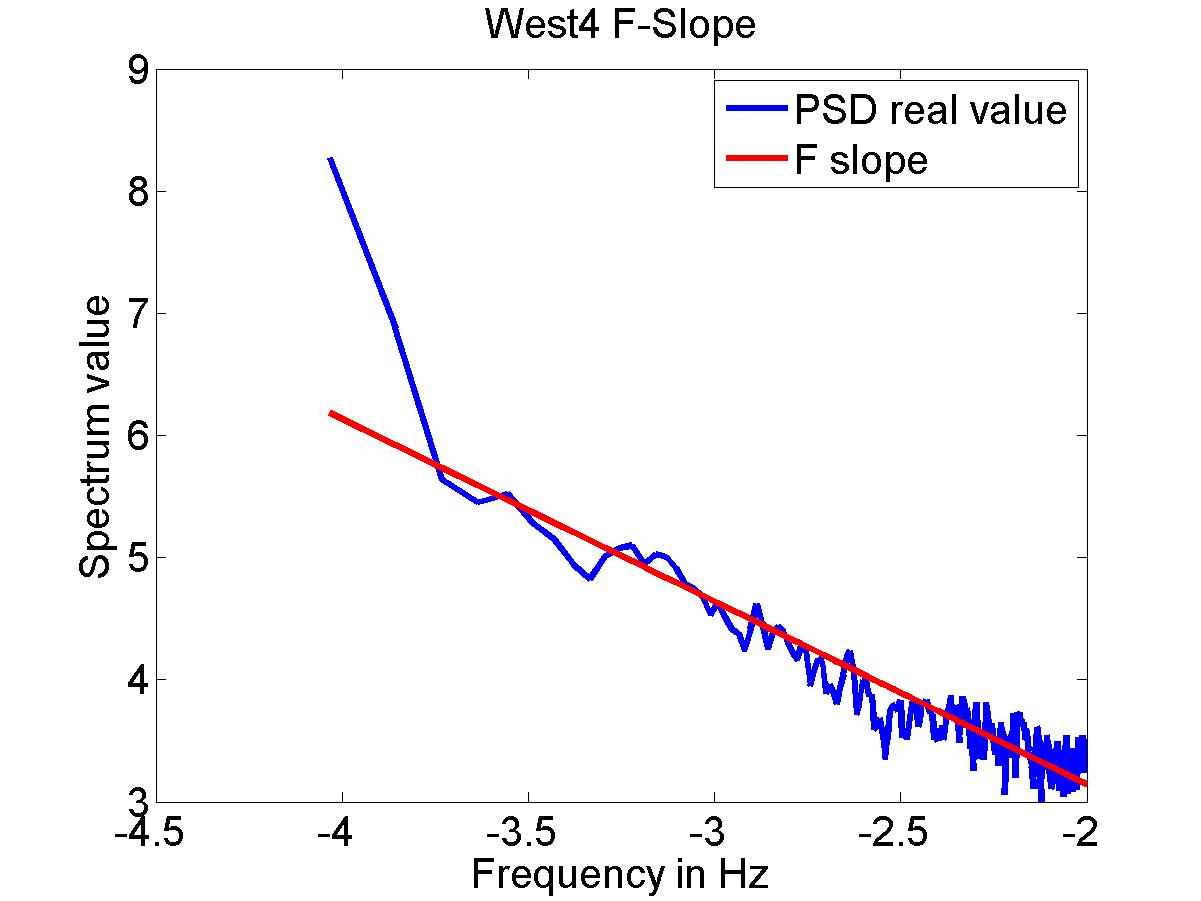 West4 F-Slope
PSD real value
F slope
9
8
7
6
5
4
3
Spectrum value
-4.5
-4
-3.5
-3
-2.5
-2
Frequency in Hz